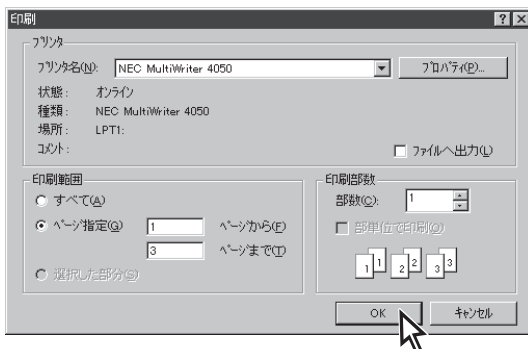 印刷
プリンタ
プリンタ名(N): NEC MultiWriter 4050 プロパティ(P)...
状態: オンライン
種類: NEC MultiWriter 4050
場所: LPT1:
コメント: ファイルへ出力(L)
印刷範囲
すべて(A)
ページ指定(G) 1 ページから(F)
3 ページまで(T)
選択した部分(S)
印刷部数
部数(C): 1
部単位で印刷(O)
1 1 2 2 3 3
OK キャンセル